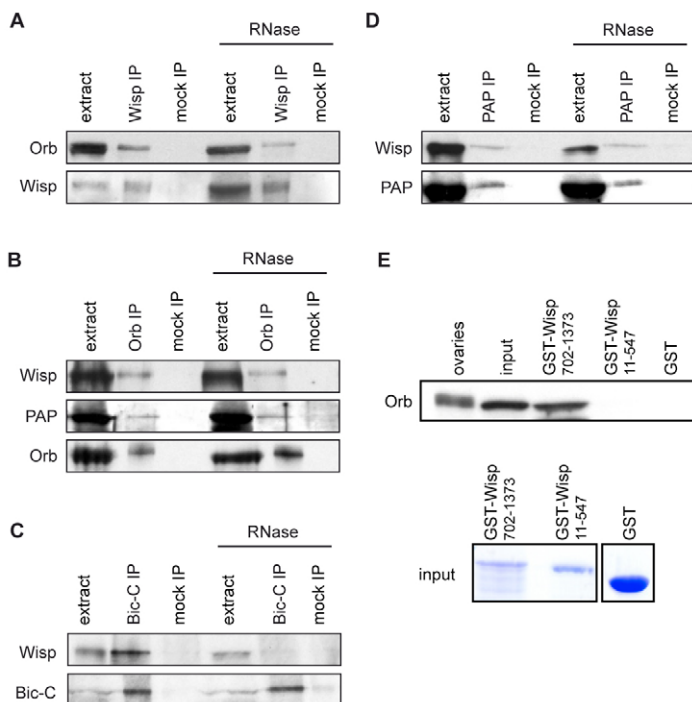 A
RNase
extract
Wisp IP
mock IP
extract
Wisp IP
mock IP
Orb
Wisp
B
RNase
extract
Orb IP
mock IP
extract
Orb IP
mock IP
Wisp
PAP
Orb
C
RNase
extract
Bic-C IP
mock IP
extract
Bic-C IP
mock IP
Wisp
Bic-C
D
RNase
extract
PAP IP
mock IP
extract
PAP IP
mock IP
Wisp
PAP
E
ovaries
input
GST-Wisp
702-1373
GST-Wisp
11-547
GST
Orb
GST-Wisp
702-1373
GST-Wisp
11-547
GST
input